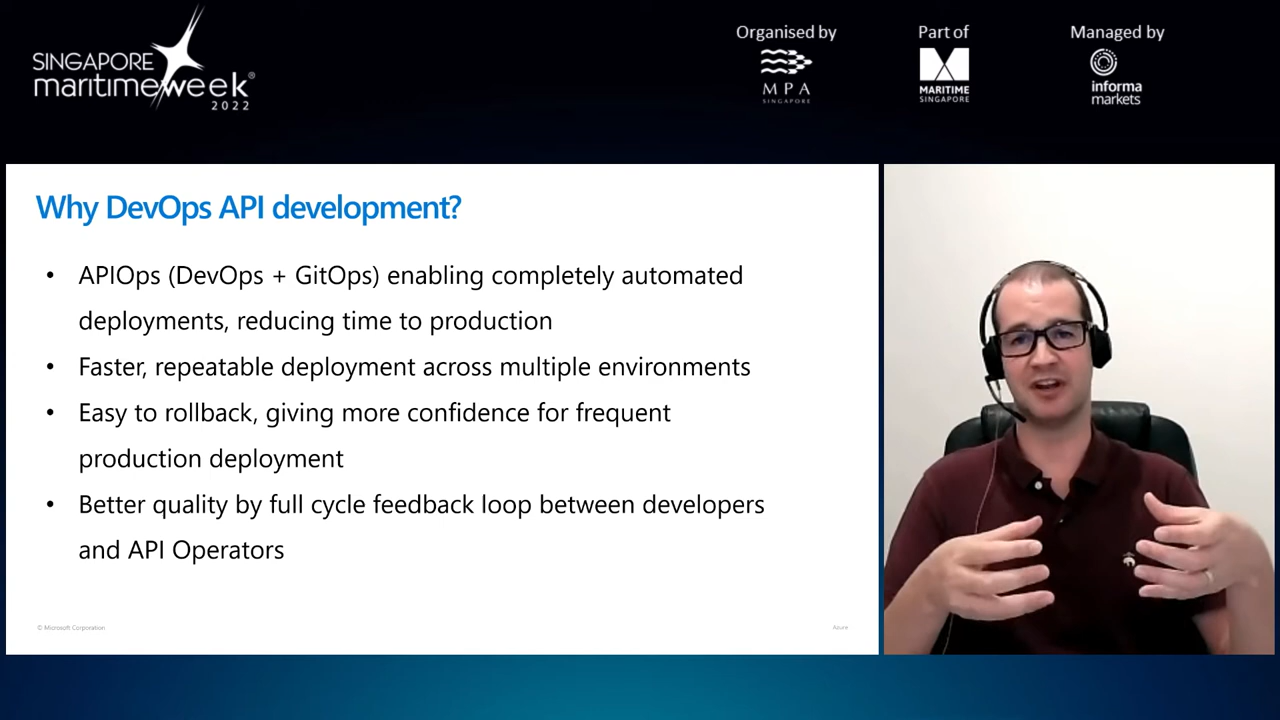 SINGAPORE
maritimeweek®
2022
Organised by
MPA
SINGAPORE
Part of
MARITIME
SINGAPORE
Managed by
informa
markets
Why DevOps API development?
• APIOps (DevOps + GitOps) enabling completely automated
deployments, reducing time to production
• Faster, repeatable deployment across multiple environments
• Easy to rollback, giving more confidence for frequent
production deployment
• Better quality by full cycle feedback loop between developers
and API Operators
© Microsoft Corporation
Azure